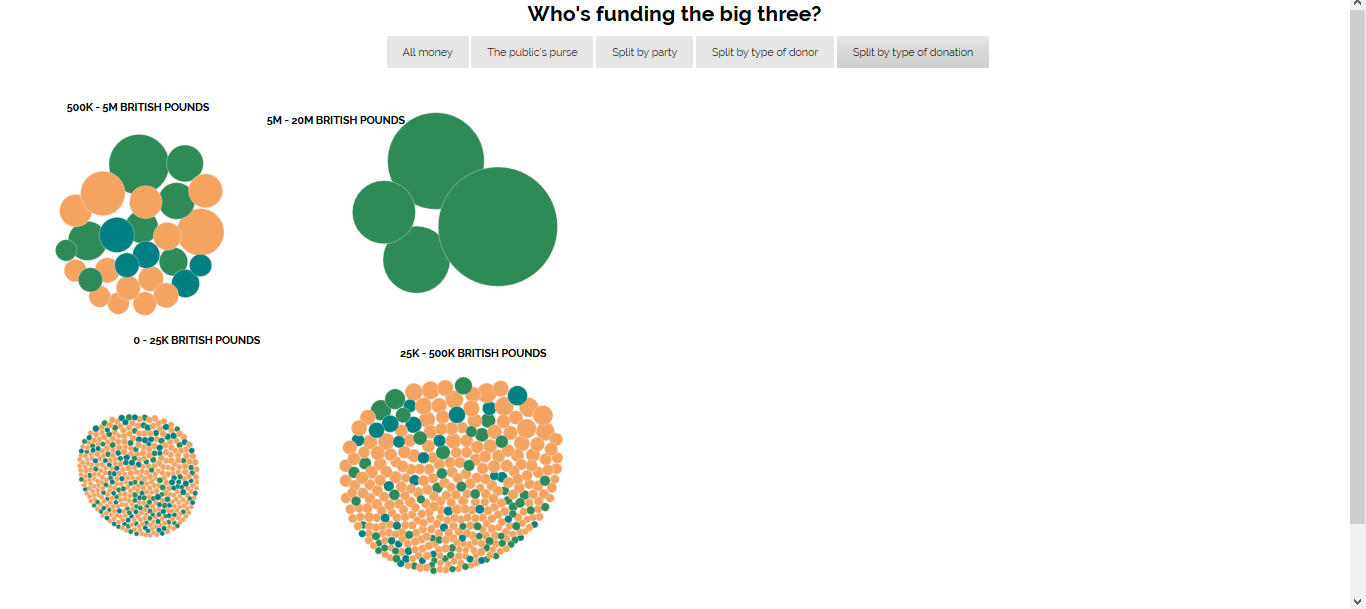 Who's funding the big three?
All money
The public's purse
Split by party
Split by type of donor
Split by type of donation
500K - 5M BRITISH POUNDS
5M - 20M BRITISH POUNDS
0 - 25K BRITISH POUNDS
25K - 500K BRITISH POUNDS